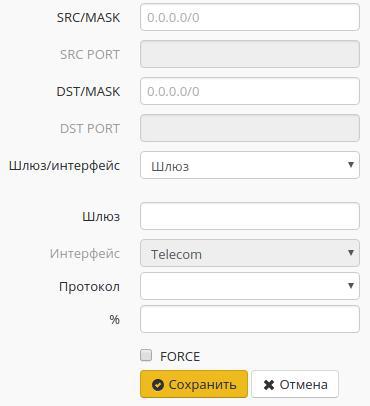 SRC/MASK 0.0.0.0/0
SRC PORT
DST/MASK 0.0.0.0/0
DST PORT
Шлюз/интерфейс Шлюз
Шлюз
Интерфейс Telecom
Протокол
%
FORCE
Сохранить Отмена